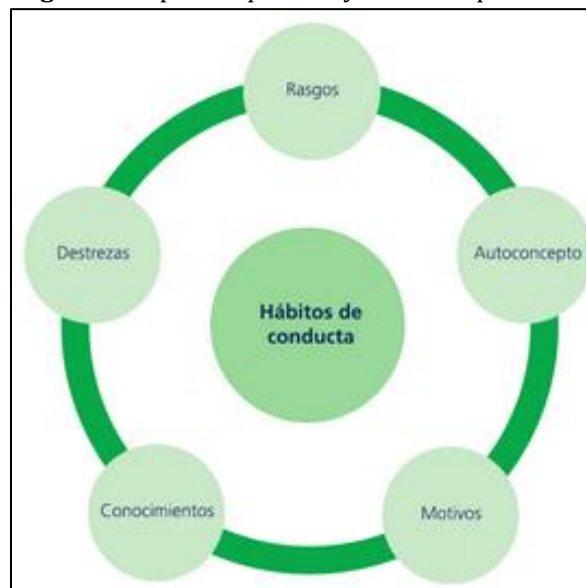 Rasgos
Destrezas
Autoconcepto
Hábitos de
conducta
Conocimientos
Motivos